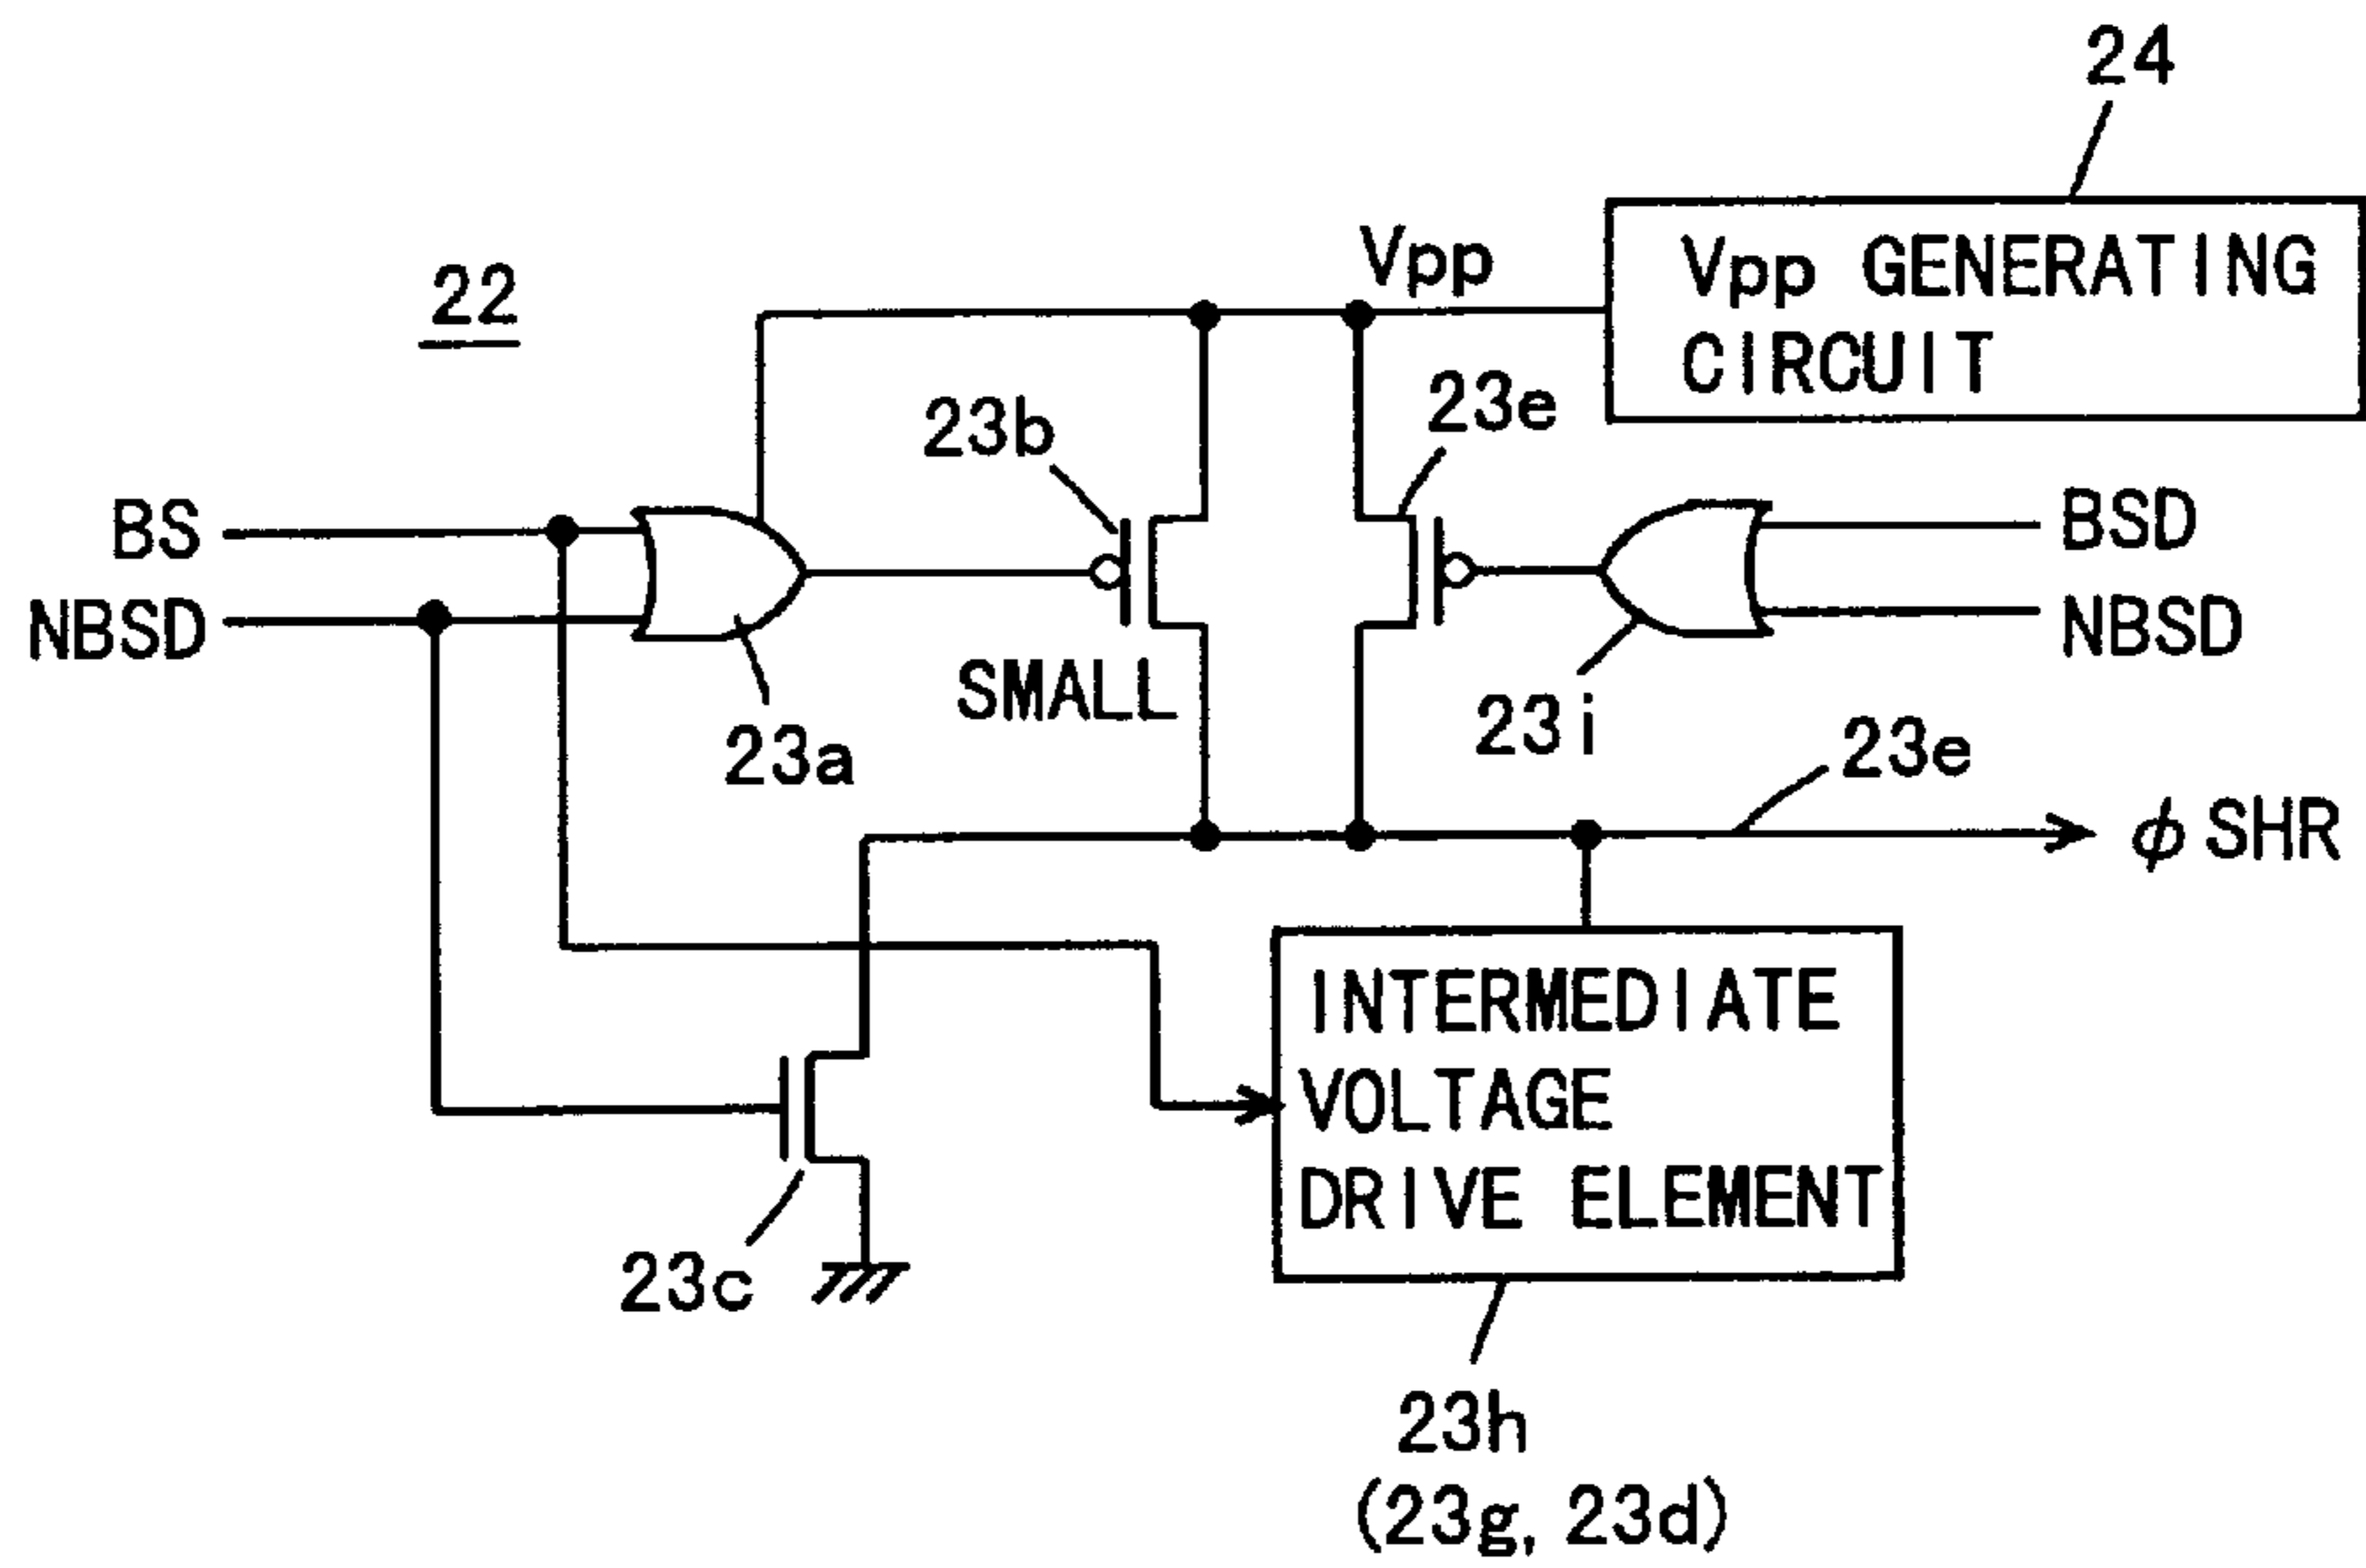 24
22
Vpp
Vpp GENERATING
CIRCUIT
23b
23e
BS
NBSD
BSD
NBSD
SMALL
23a
23i
23e
φSHR
INTERMEDIATE
VOLTAGE
DRIVE ELEMENT
23c
23h
(23g, 23d)